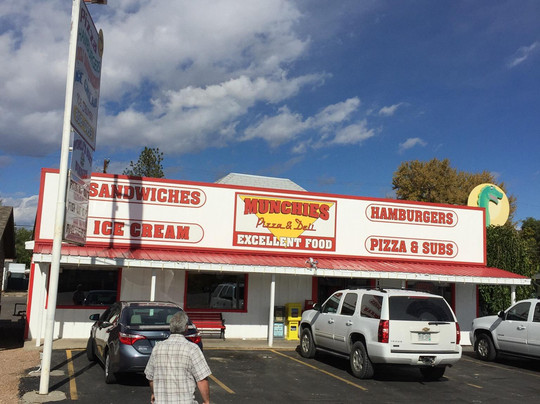 SANDWICHES
ICE CREAM
MUNCHIES
Pizza & Deli
EXCELLENT FOOD
HAMBURGERS
PIZZA & SUBS